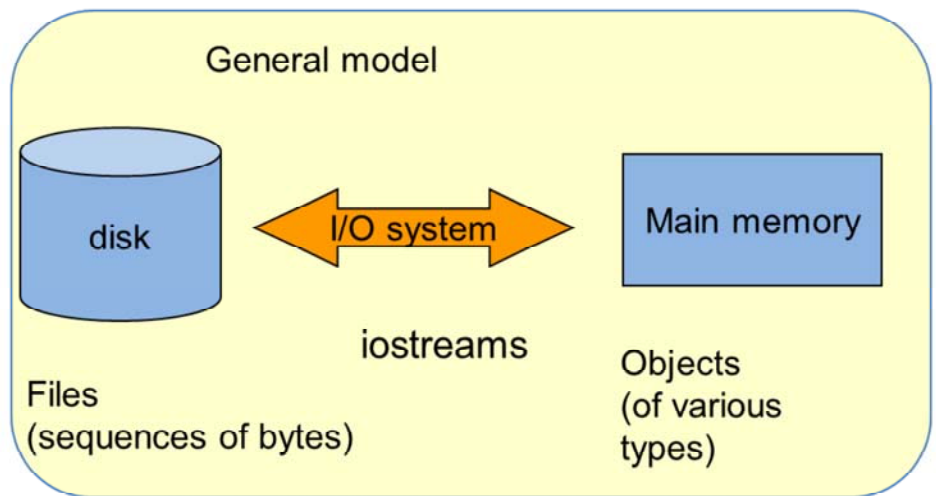 General model
disk
I/O system
Main memory
iostreams
Files
(sequences of bytes)
Objects
(of various
types)